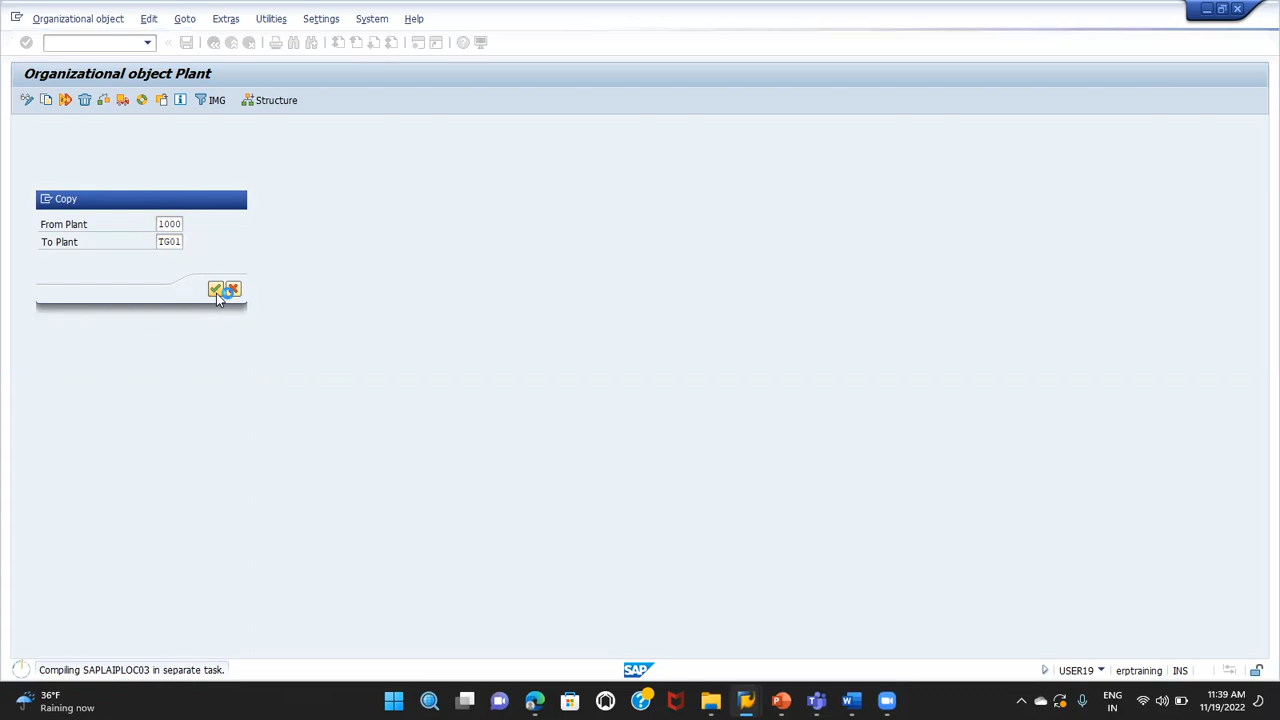 Organizational object Edit Goto Extras Utilities Settings System Help
Organizational object Plant
IMG Structure
Copy
From Plant 1000
To Plant TG01
Compiling SAPLAIPLOC03 in separate task.
SAP
USER19 erptraining INS
36°F
Raining now
ENG
IN
11:39 AM
11/19/2022